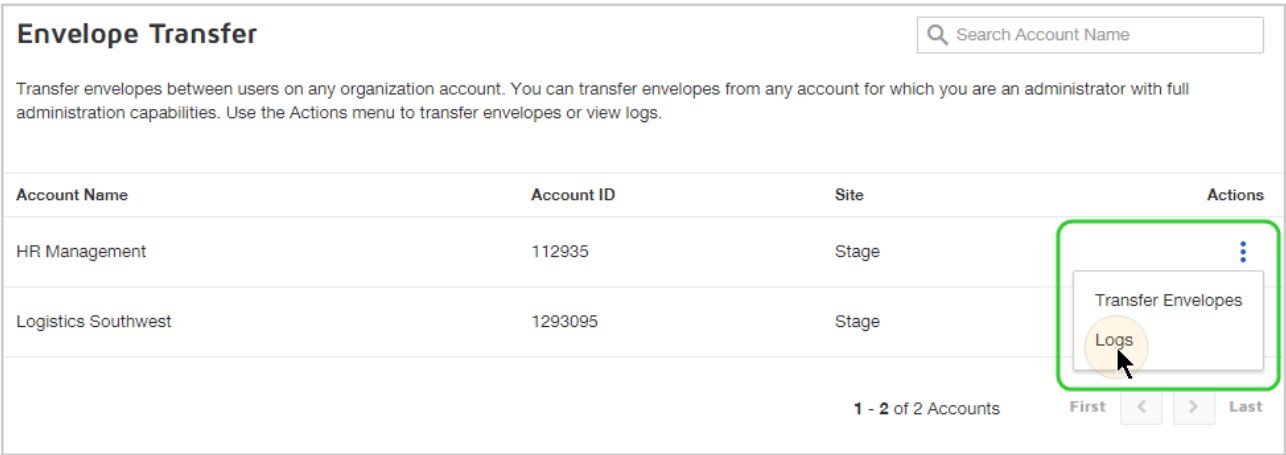 Envelope Transfer
Search Account Name
Transfer envelopes between users on any organization account. You can transfer envelopes from any account for which you are an administrator with full
administration capabilities. Use the Actions menu to transfer envelopes or view logs.
Account Name Account ID Site Actions
HR Management 112935 Stage
Transfer Envelopes
Logistics Southwest 1293095 Stage
Logs
1 - 2 of 2 Accounts First < > Last